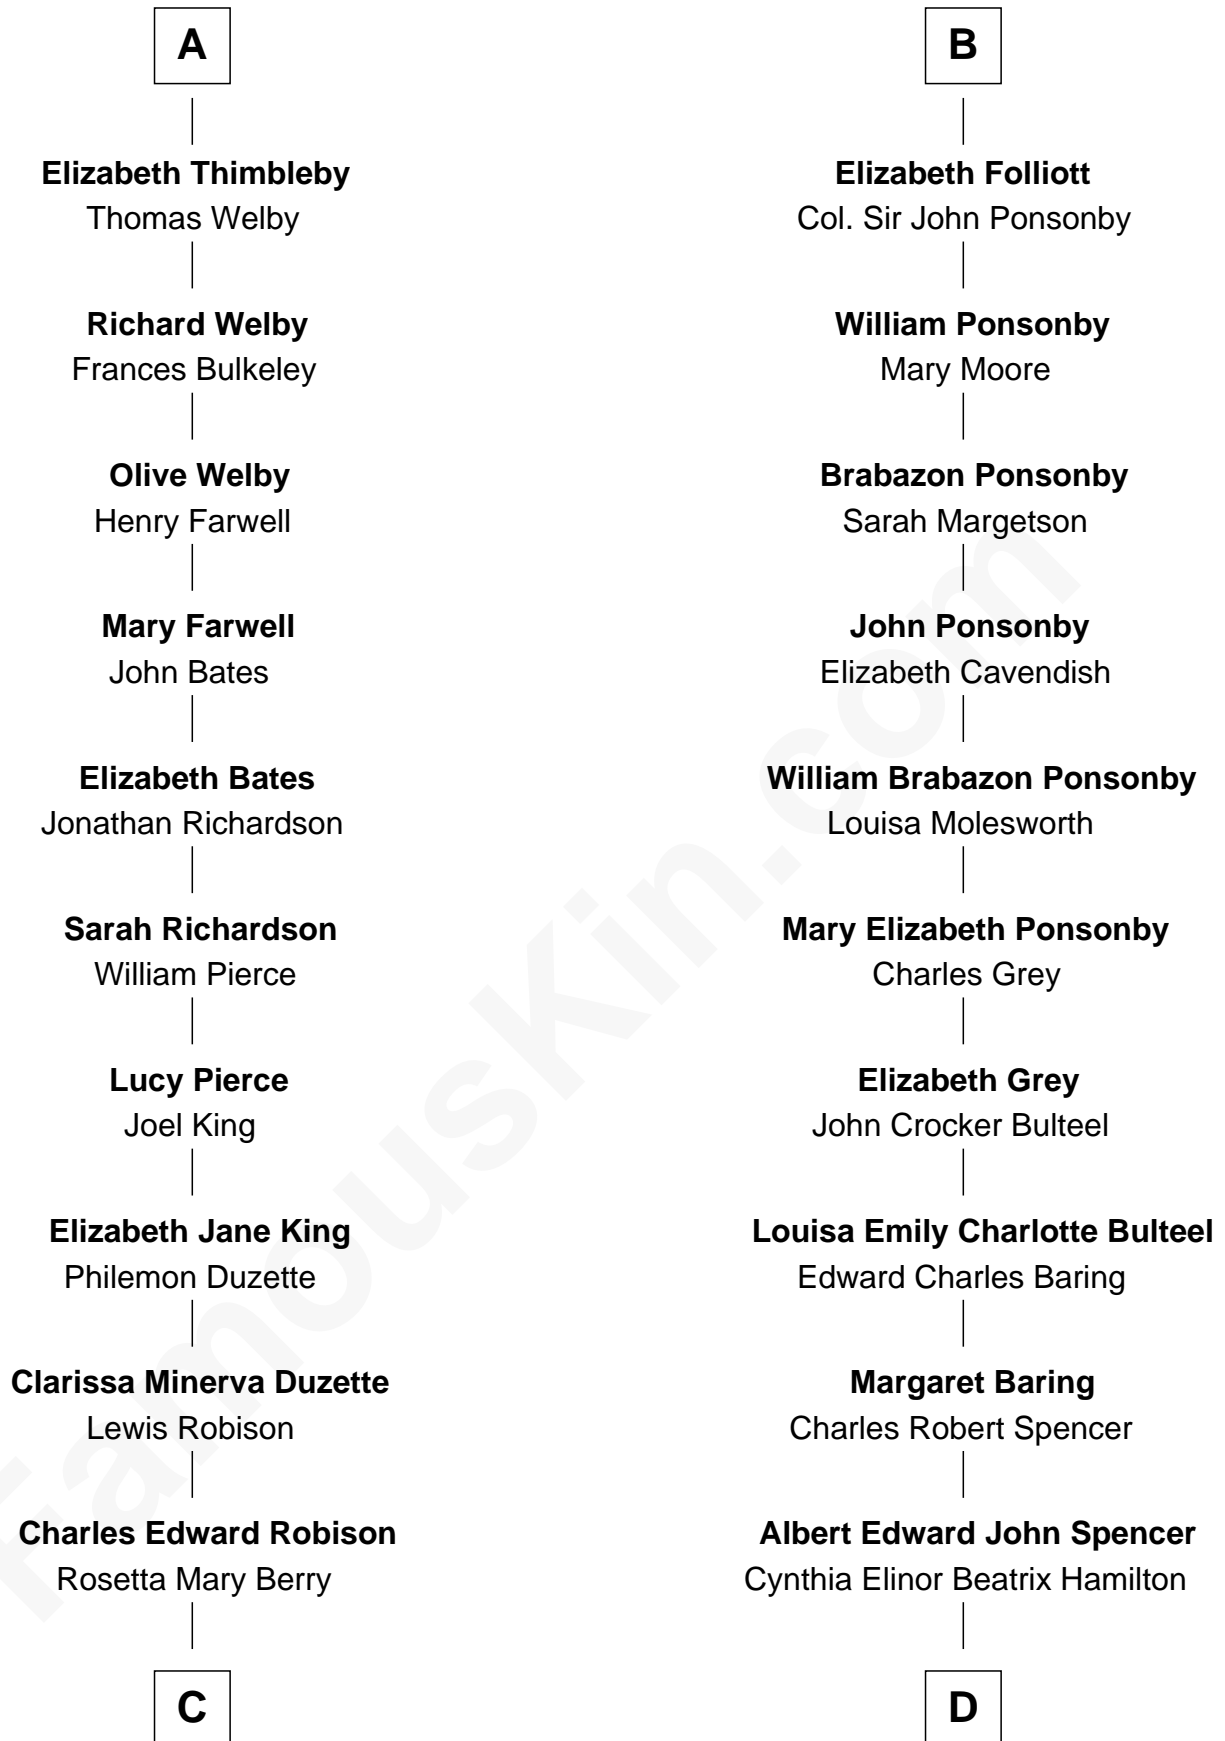 A
Elizabeth Thimbleby
Thomas Welby
Richard Welby
Frances Bulkeley
Olive Welby
Henry Farwell
Mary Farwell
John Bates
Elizabeth Bates
Jonathan Richardson
Sarah Richardson
William Pierce
Lucy Pierce
Joel King
Elizabeth Jane King
Philemon Duzette
Clarissa Minerva Duzette
Lewis Robison
Charles Edward Robison
Rosetta Mary Berry
C
B
Elizabeth Folliott
Col. Sir John Ponsonby
William Ponsonby
Mary Moore
Brabazon Ponsonby
Sarah Margetson
John Ponsonby
Elizabeth Cavendish
William Brabazon Ponsonby
Louisa Molesworth
Mary Elizabeth Ponsonby
Charles Grey
Elizabeth Grey
John Crocker Bulteel
Louisa Emily Charlotte Bulteel
Edward Charles Baring
Margaret Baring
Charles Robert Spencer
Albert Edward John Spencer
Cynthia Elinor Beatrix Hamilton
D
FamousKin.com